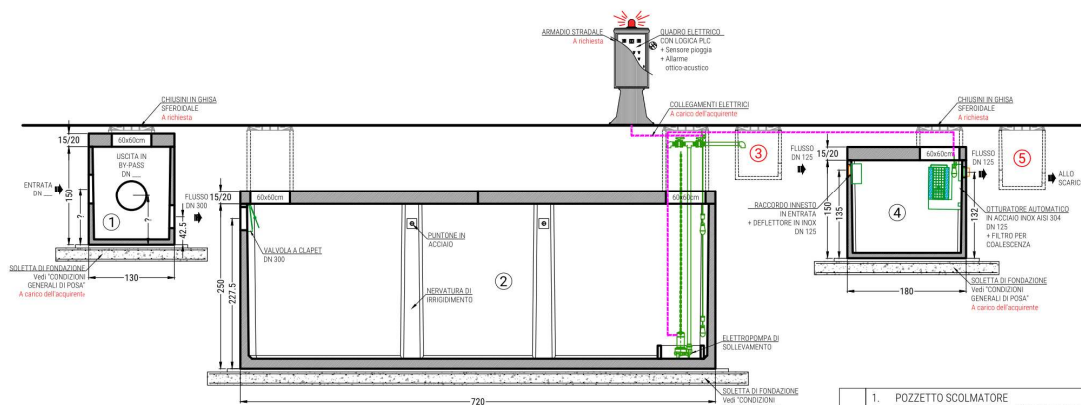 ARMADIO STRADALE
A richiesta
QUADRO ELETTRICO
CON LOGICA PLC
+ Sensore pioggia
+ Allarme
ottico-acustico
CHIUSINI IN GHISA
SFEROIDALE
A richiesta
COLLEGAMENTI ELETTRICI
A carico dell'acquirente
CHIUSINI IN GHISA
SFEROIDALE
A richiesta
15/20
60x60cm
USCITA IN
BY-PASS
DN __
ENTRATA
DN __
150
?
?
42.5
1
FLUSSO
DN 300
130
SOLETTA DI FONDAZIONE
Vedi "CONDIZIONI
GENERALI DI POSA"
A carico dell'acquirente
15/20
60x60cm
60x60cm
VALVOLA A CLAPET
DN 300
PUNTONE IN
ACCIAIO
NERVATURA DI
IRRIGIDIMENTO
2
250
227.5
ELETTROPOMPA DI
SOLLEVAMENTO
720
SOLETTA DI FONDAZIONE
Vedi "CONDIZIONI
3
FLUSSO
DN 125
15/20
60x60cm
FLUSSO
DN 125
5
ALLO
SCARICO
RACCORDO INNESTO
IN ENTRATA
+ DEFLETTORE IN INOX
DN 125
150
135
4
132
OTTURATORE AUTOMATICO
IN ACCIAIO INOX AISI 304
DN 125
+ FILTRO PER
COALESCENZA
180
SOLETTA DI FONDAZIONE
Vedi "CONDIZIONI
GENERALI DI POSA"
A carico dell'acquirente
1. POZZETTO SCOLMATORE